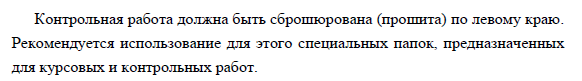 Контрольная работа должна быть сброшюрована (прошита) по левому краю.
Рекомендуется использование для этого специальных папок, предназначенных
для курсовых и контрольных работ.